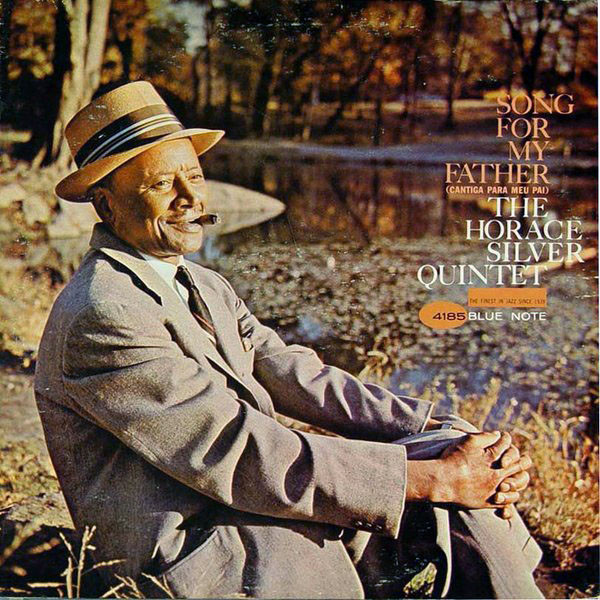 SONG
FOR
MY
FATHER
(CANTIGA PARA MEU PAI)
THE
HORACE
SILVER
QUINTET
THE FINEST IN JAZZ SINCE 1939
4185 BLUE NOTE